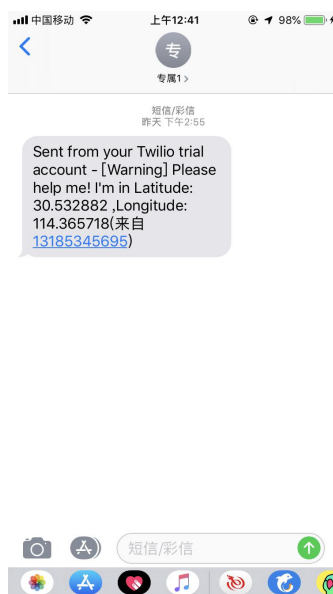 中国移动 上午12:41 98%
专
专属1 >
短信/彩信
昨天 下午2:55
Sent from your Twilio trial
account - [Warning] Please
help me! I'm in Latitude:
30.532882 ,Longitude:
114.365718(来自
13185345695)
短信/彩信